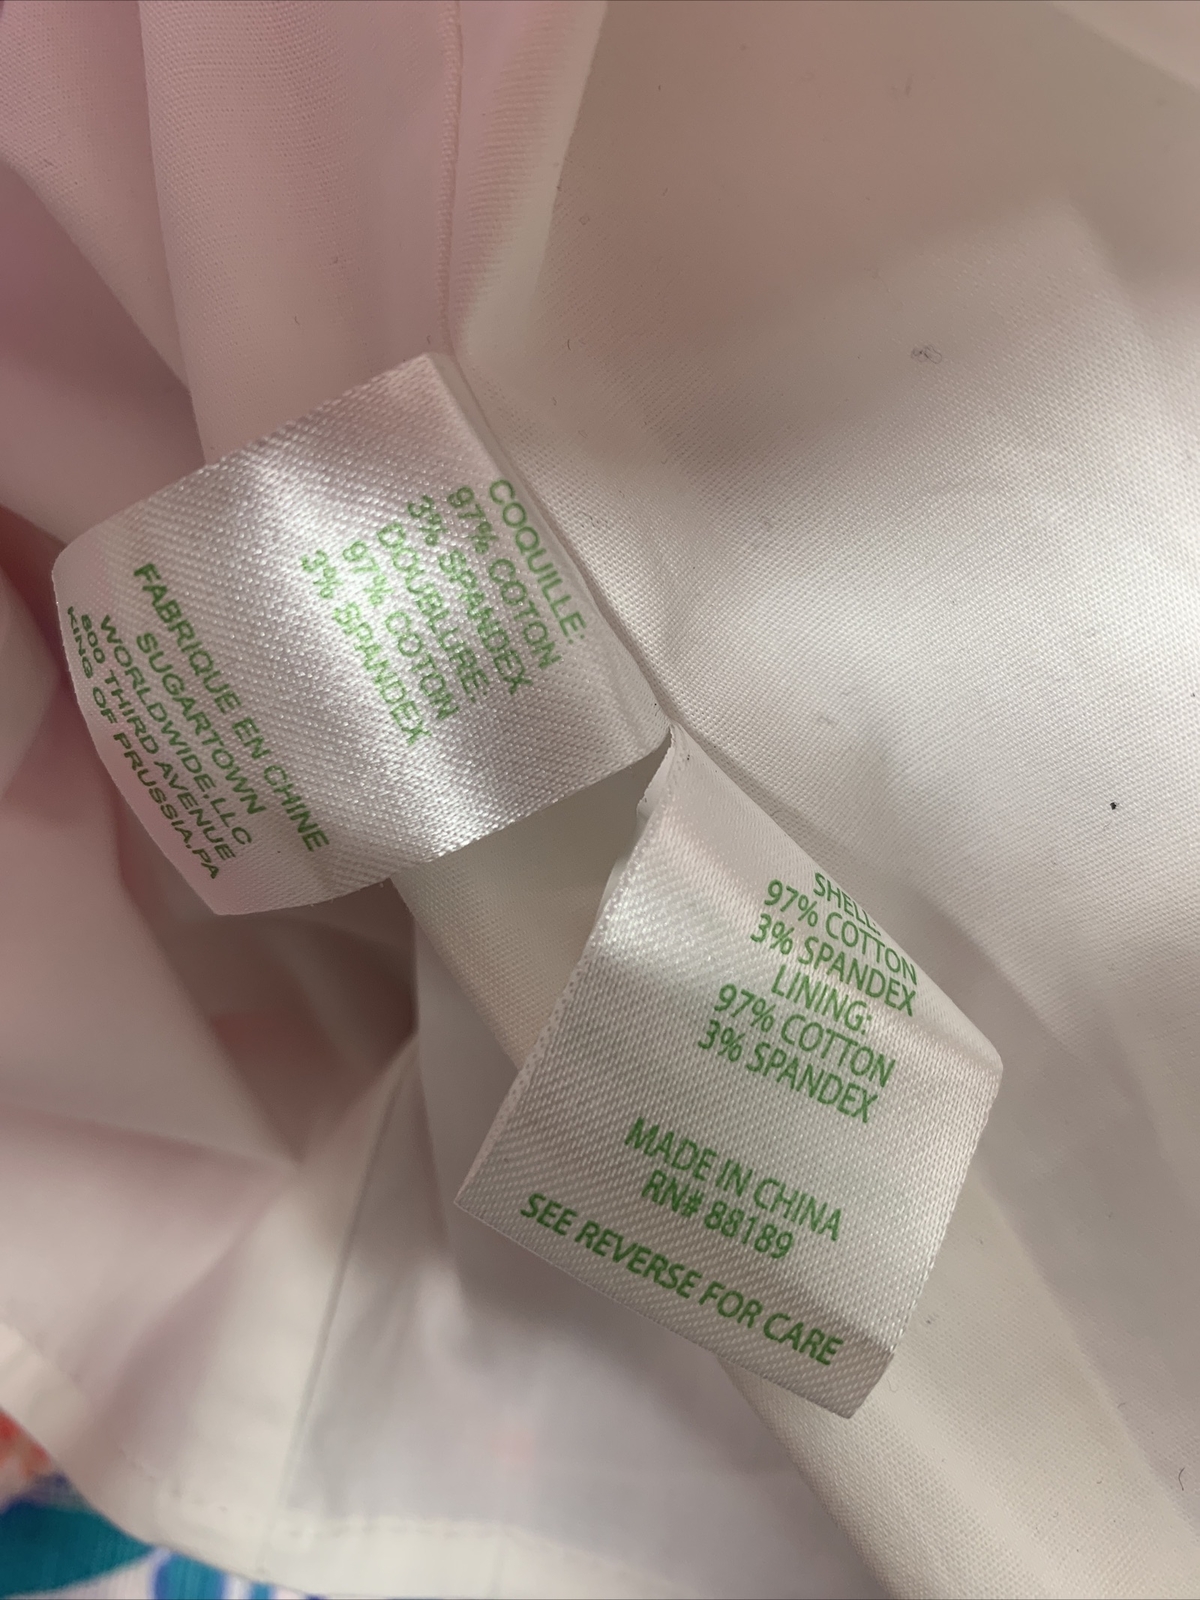 COQUILLE:
97% COTON
3% SPANDEX
DOUBLURE:
97% COTON
3% SPANDEX
FABRIQUE EN CHINE
SUGARTOWN
WORLDWIDE,LLC
800 THIRD AVENUE
KING OF PRUSSIA,PA
SHELL:
97% COTTON
3% SPANDEX
LINING:
97% COTTON
3% SPANDEX
MADE IN CHINA
RN# 88189
SEE REVERSE FOR CARE